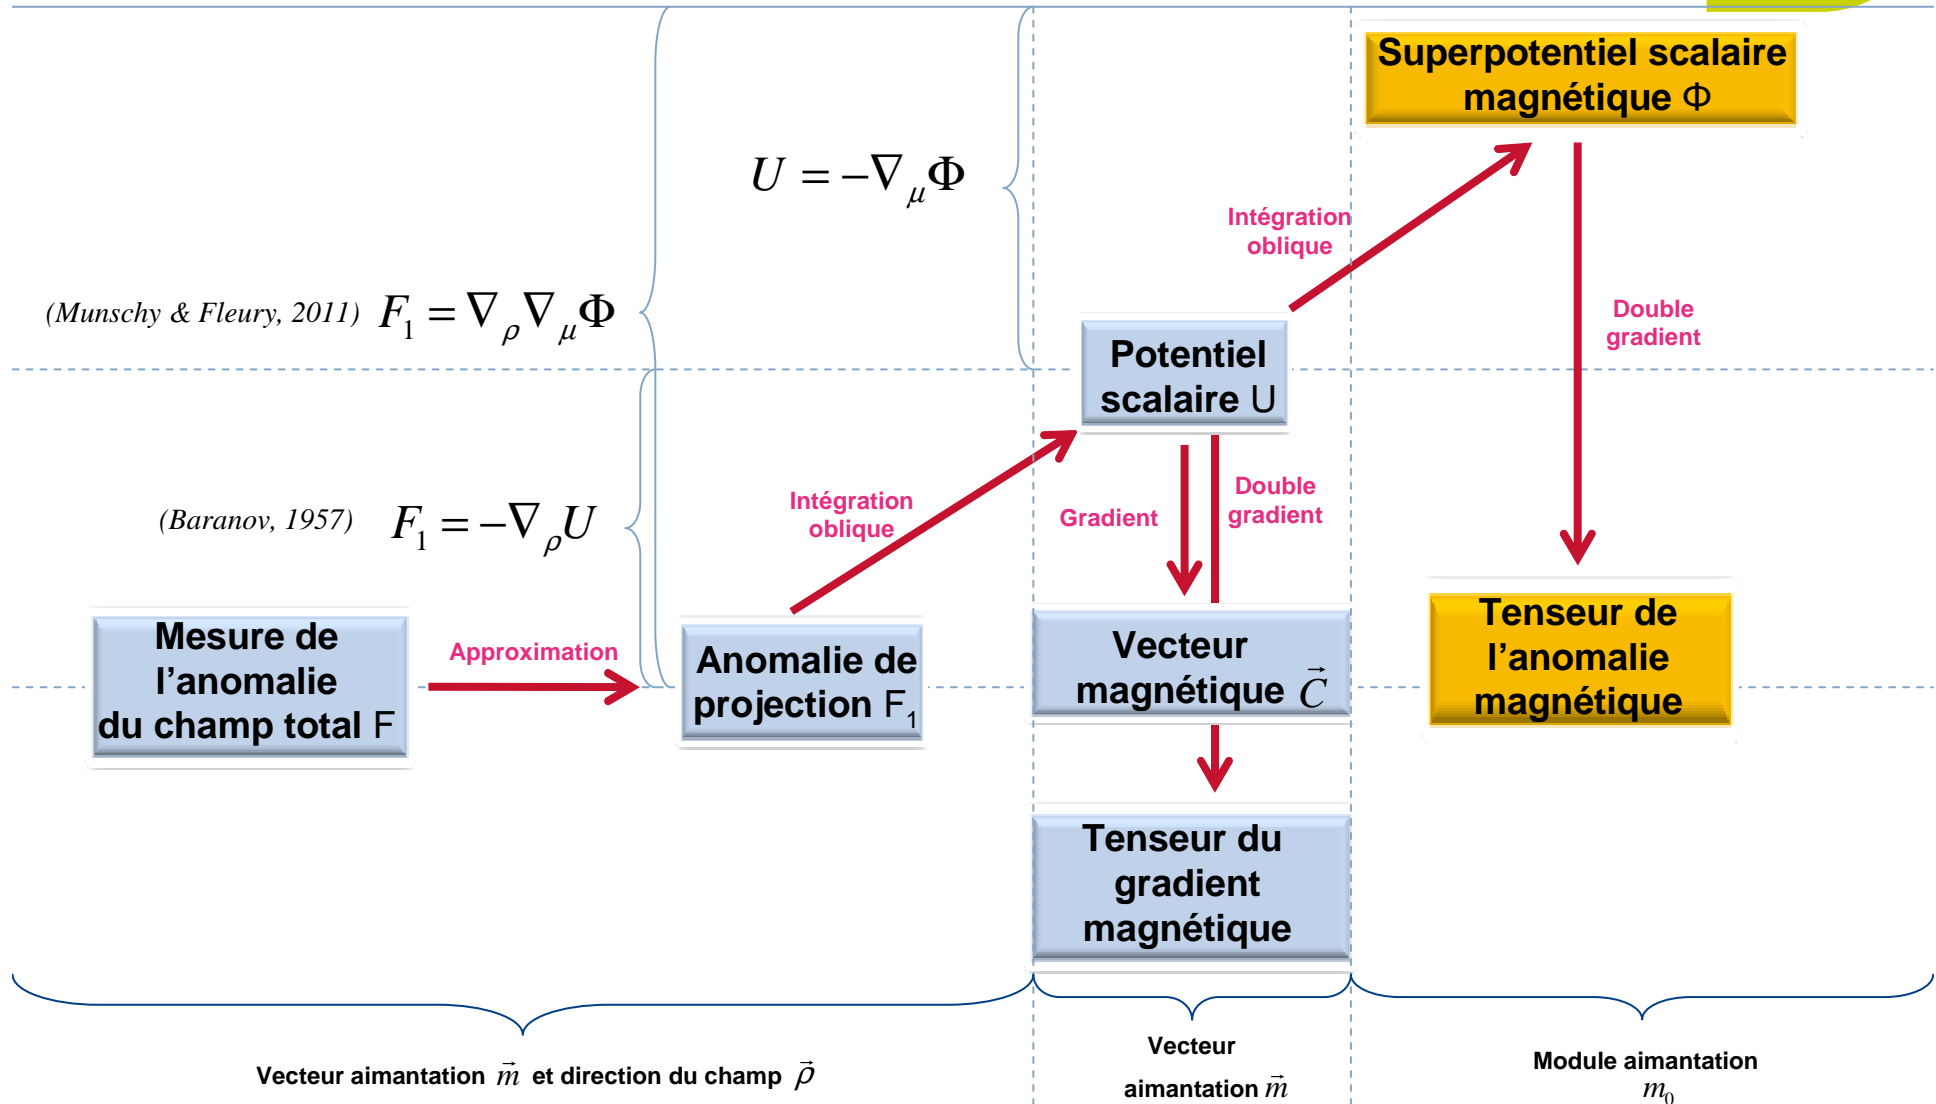 Superpotentiel scalaire
magnétique Φ
U = −∇μΦ
Intégration
oblique
(Munschy & Fleury, 2011) F₁ = ∇ρ∇μΦ
Double
gradient
Potentiel
scalaire U
(Baranov, 1957) F₁ = −∇ρU
Intégration
oblique
Gradient
Double
gradient
Mesure de
l’anomalie
du champ total F
Approximation
Anomalie de
projection F₁
Vecteur
magnétique C⃗
Tenseur de
l’anomalie
magnétique
Tenseur du
gradient
magnétique
Vecteur aimantation m⃗ et direction du champ ρ⃗
Vecteur
aimantation m⃗
Module aimantation
m₀